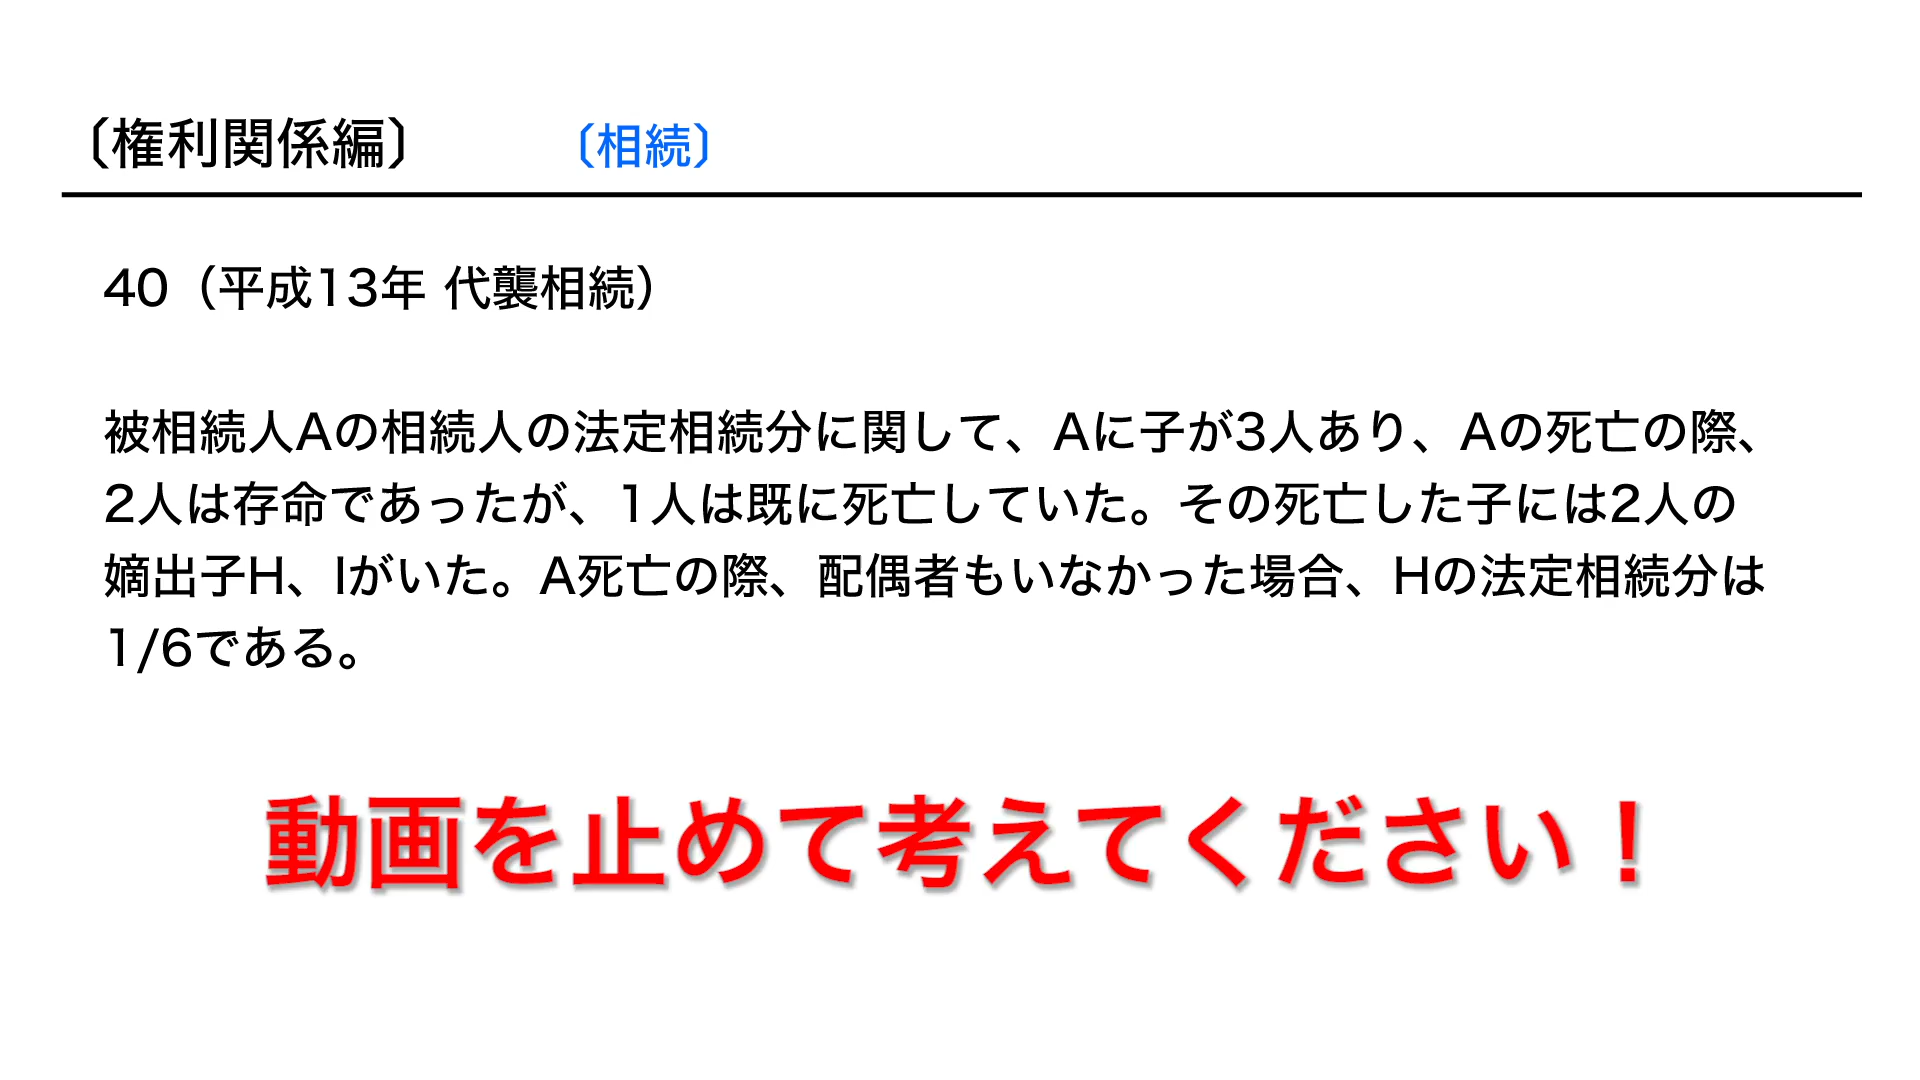 〔権利関係編〕 〔相続〕
40（平成13年 代襲相続）
被相続人Aの相続人の法定相続分に関して、Aに子が3人あり、Aの死亡の際、
2人は存命であったが、1人は既に死亡していた。その死亡した子には2人の
嫡出子H、Iがいた。A死亡の際、配偶者もいなかった場合、Hの法定相続分は
1/6である。
動画を止めて考えてください！